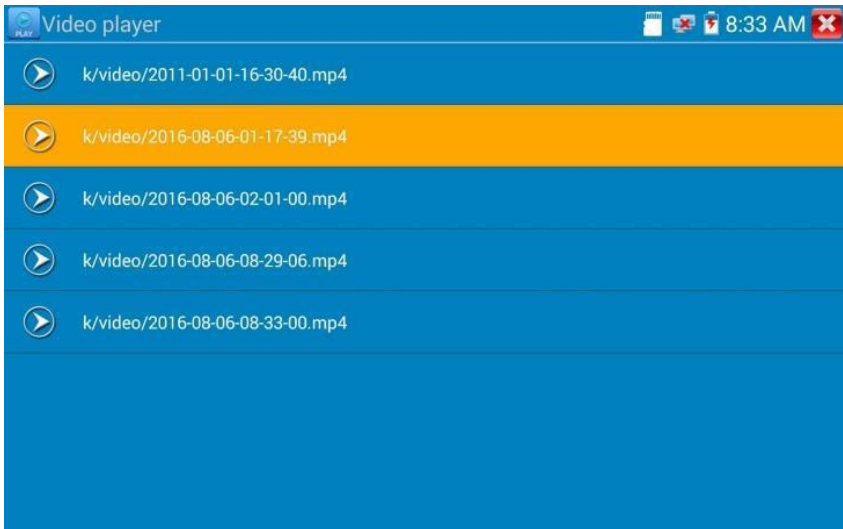 PLAY
Video player
8:33 AM
k/video/2011-01-01-16-30-40.mp4
k/video/2016-08-06-01-17-39.mp4
k/video/2016-08-06-02-01-00.mp4
k/video/2016-08-06-08-29-06.mp4
k/video/2016-08-06-08-33-00.mp4